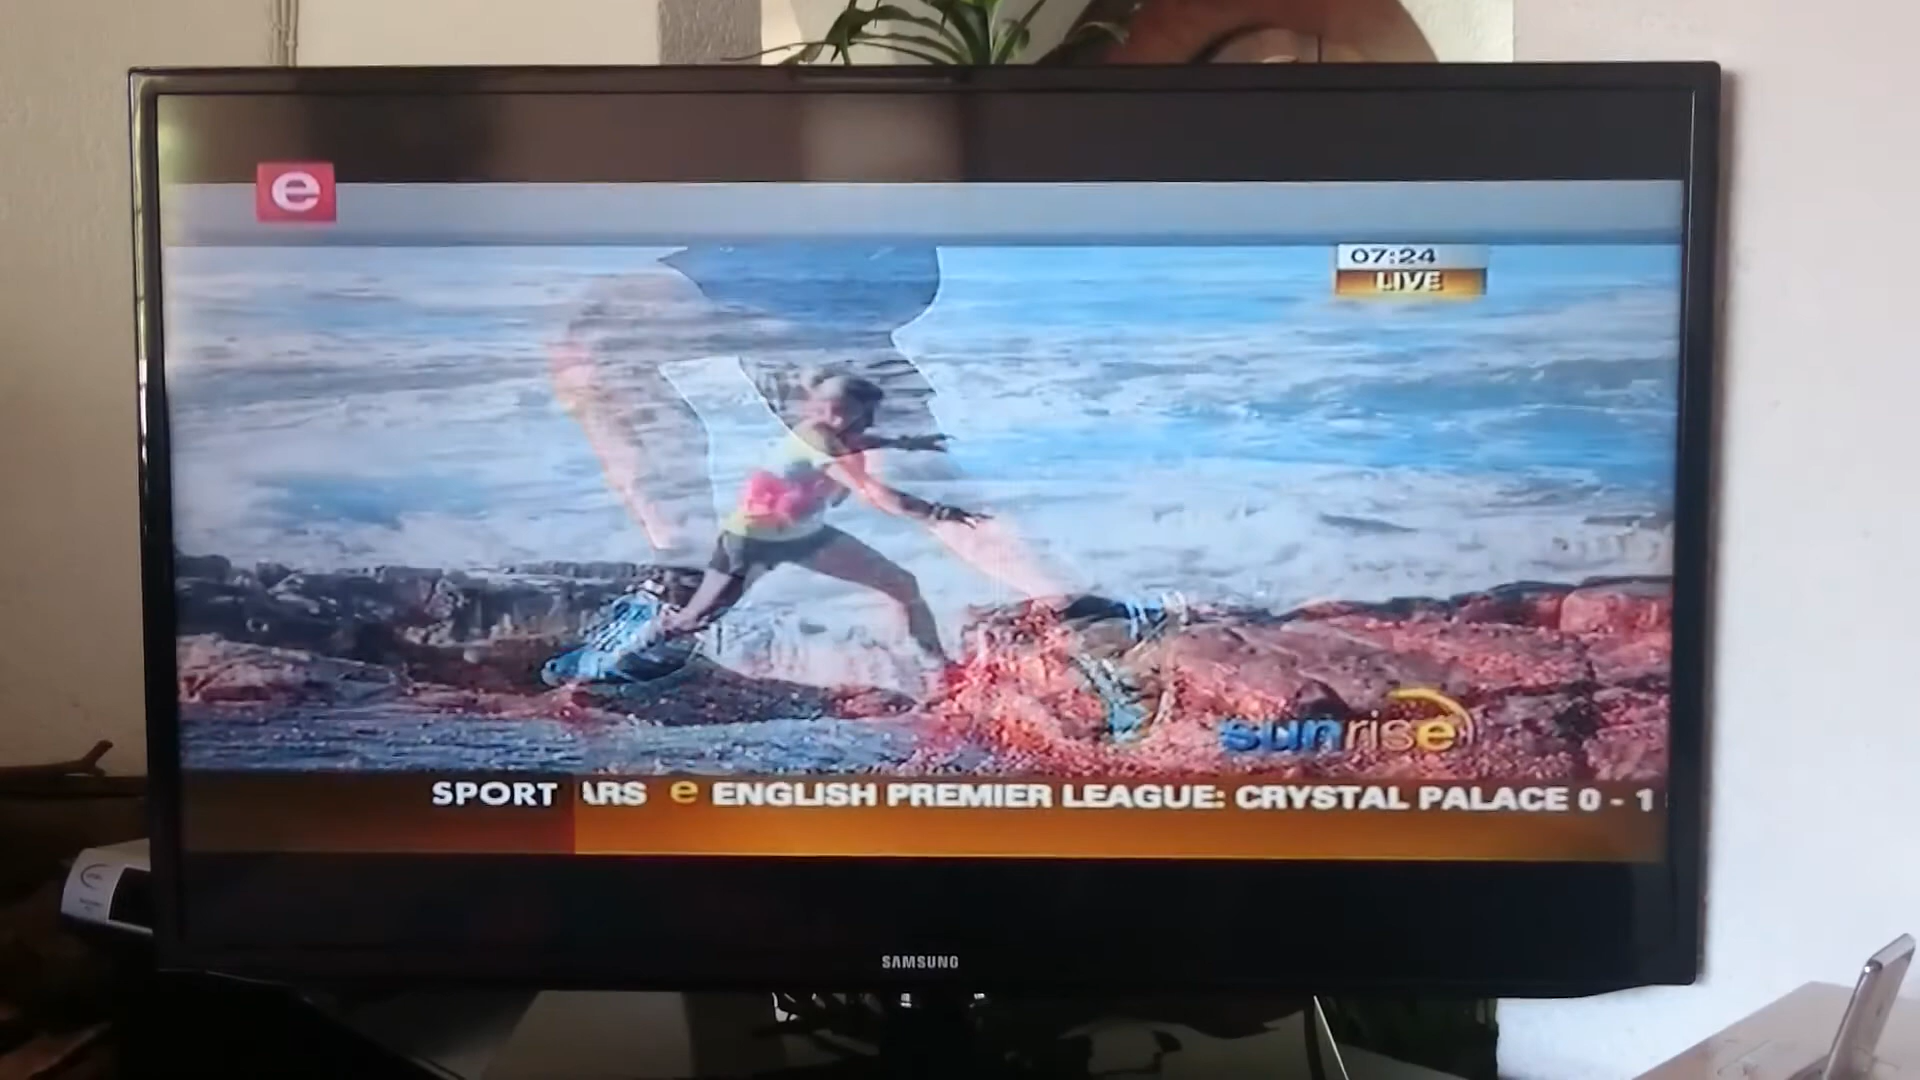 e
07:24
LIVE
sunrise
SPORT ARS e ENGLISH PREMIER LEAGUE: CRYSTAL PALACE 0 - 1
SAMSUNG